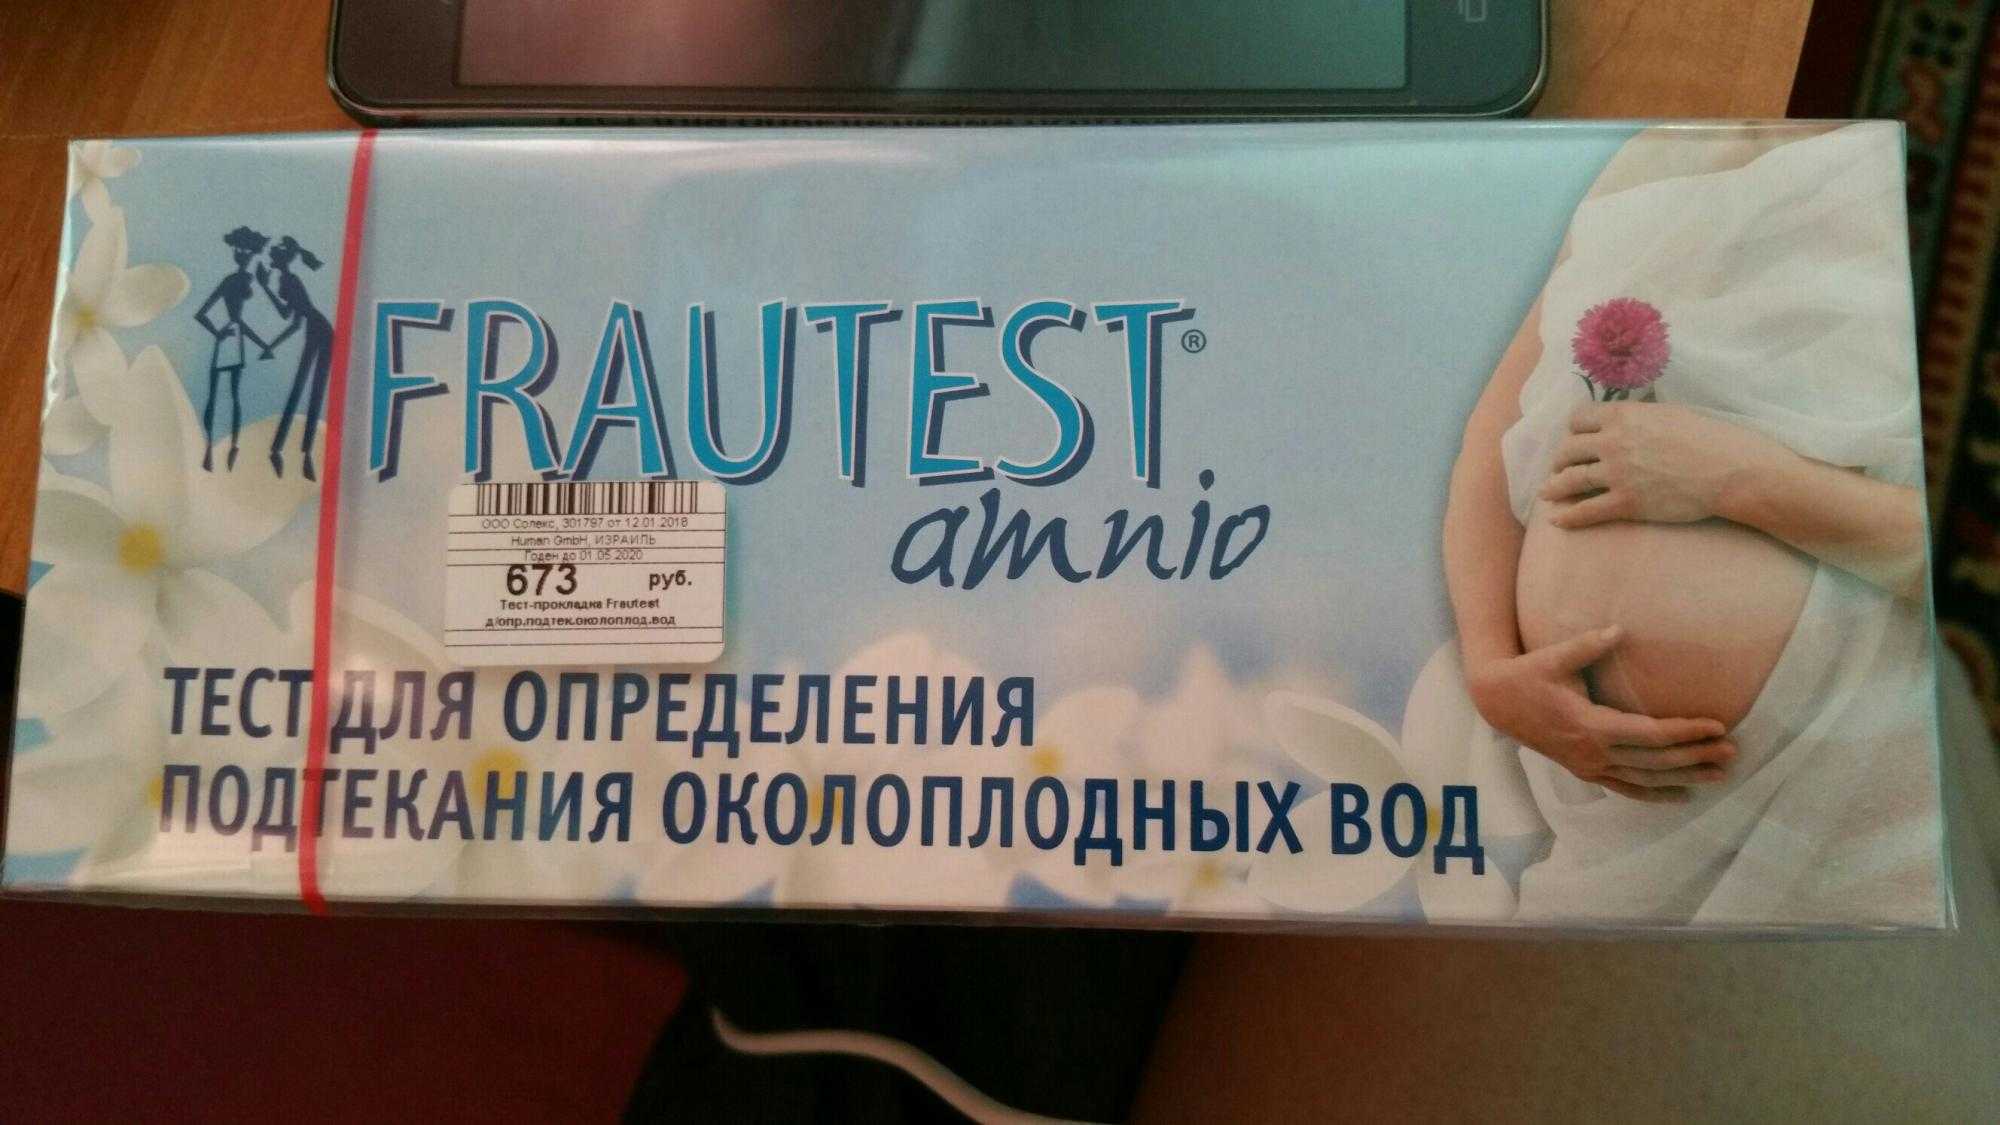 FRAUTEST®
amnio
ООО Солекс, 301797 от 12.01.2018
Human GmbH, ИЗРАИЛЬ
Годен до 01.05.2020
673 руб.
Тест-прокладка Frautest
д/опр.подтек.околоплод.вод
ТЕСТ ДЛЯ ОПРЕДЕЛЕНИЯ
ПОДТЕКАНИЯ ОКОЛОПЛОДНЫХ ВОД